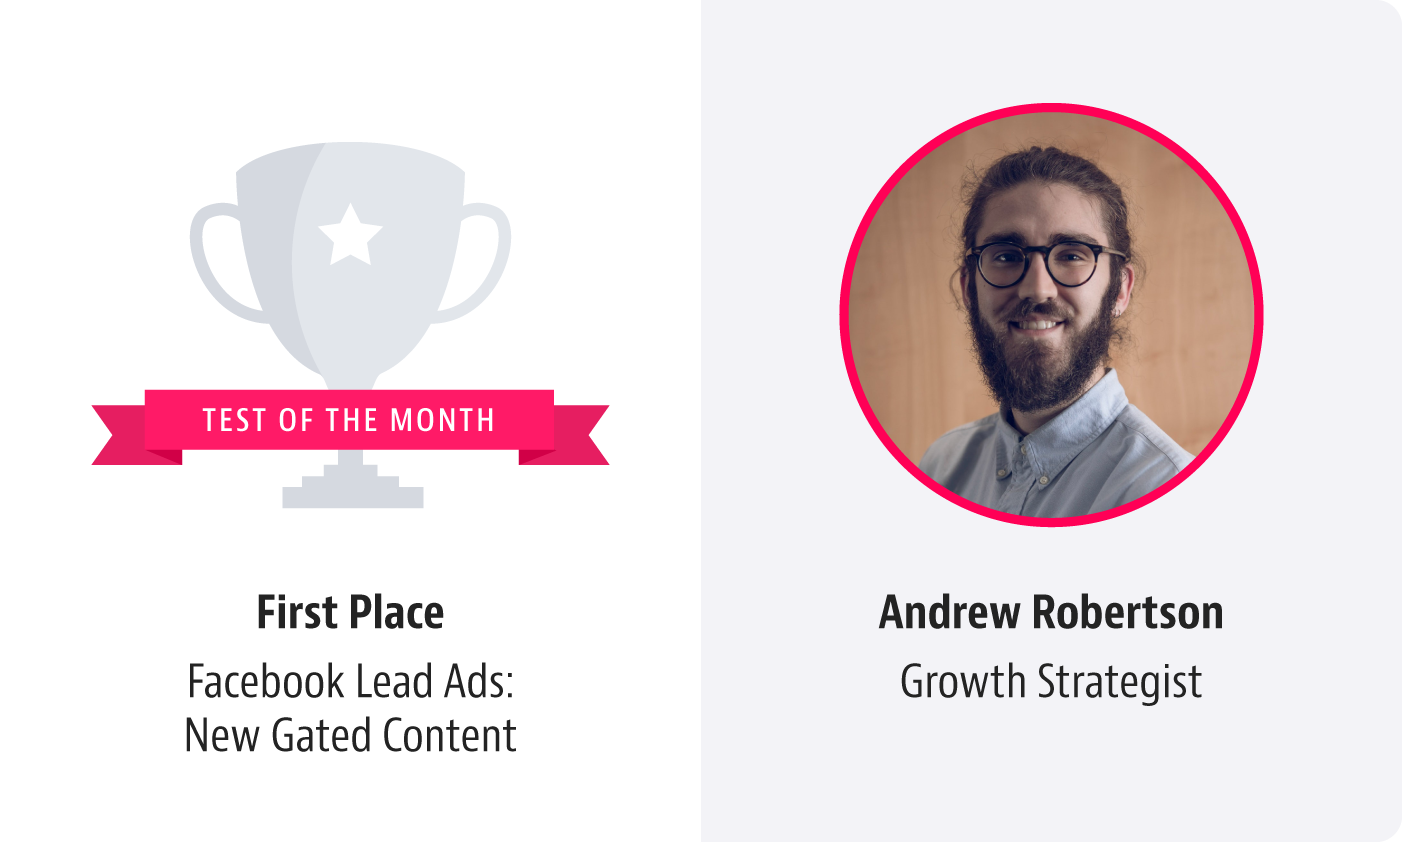 TEST OF THE MONTH
First Place
Facebook Lead Ads:
New Gated Content
Andrew Robertson
Growth Strategist